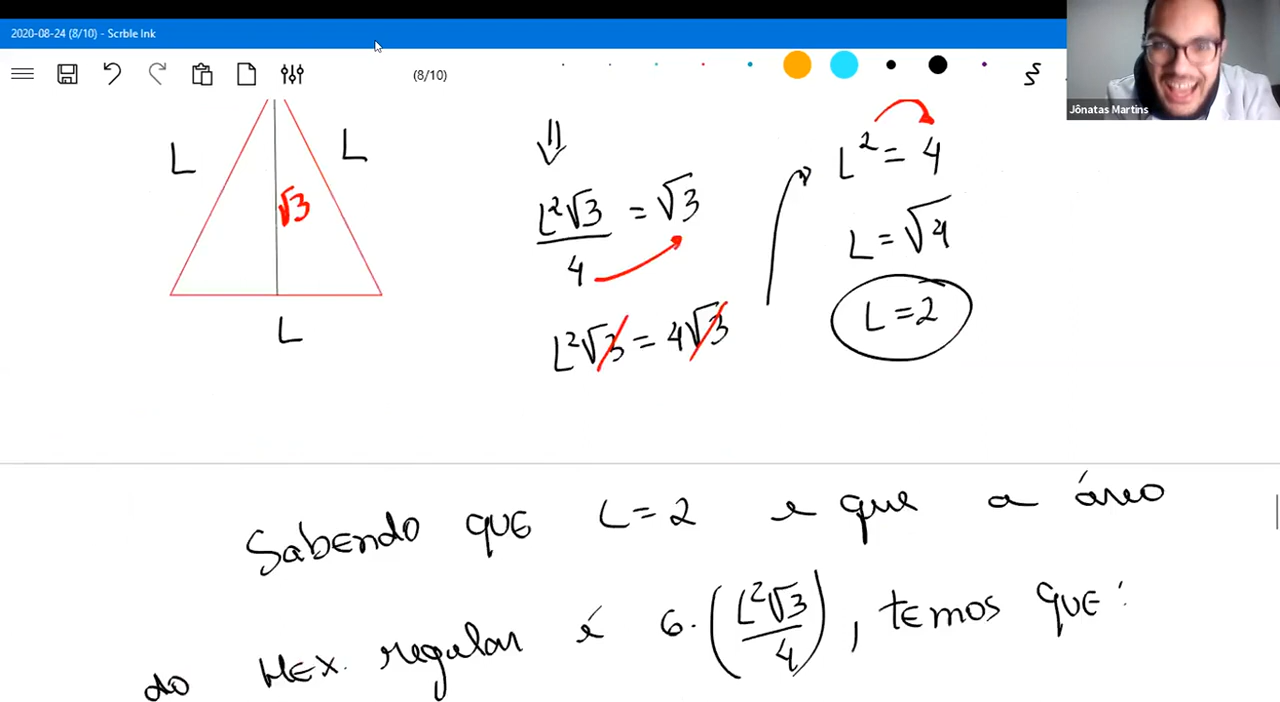 2020-08-24 (8/10) - Scrble Ink
(8/10)
Jônatas Martins
L
L
√3
L
⇓
L²√3/4 = √3
L²√3 = 4√3
L² = 4
L = √4
L = 2
Sabendo que L = 2 e que a área
do Hex. regular é 6·(L²√3/4), temos que: